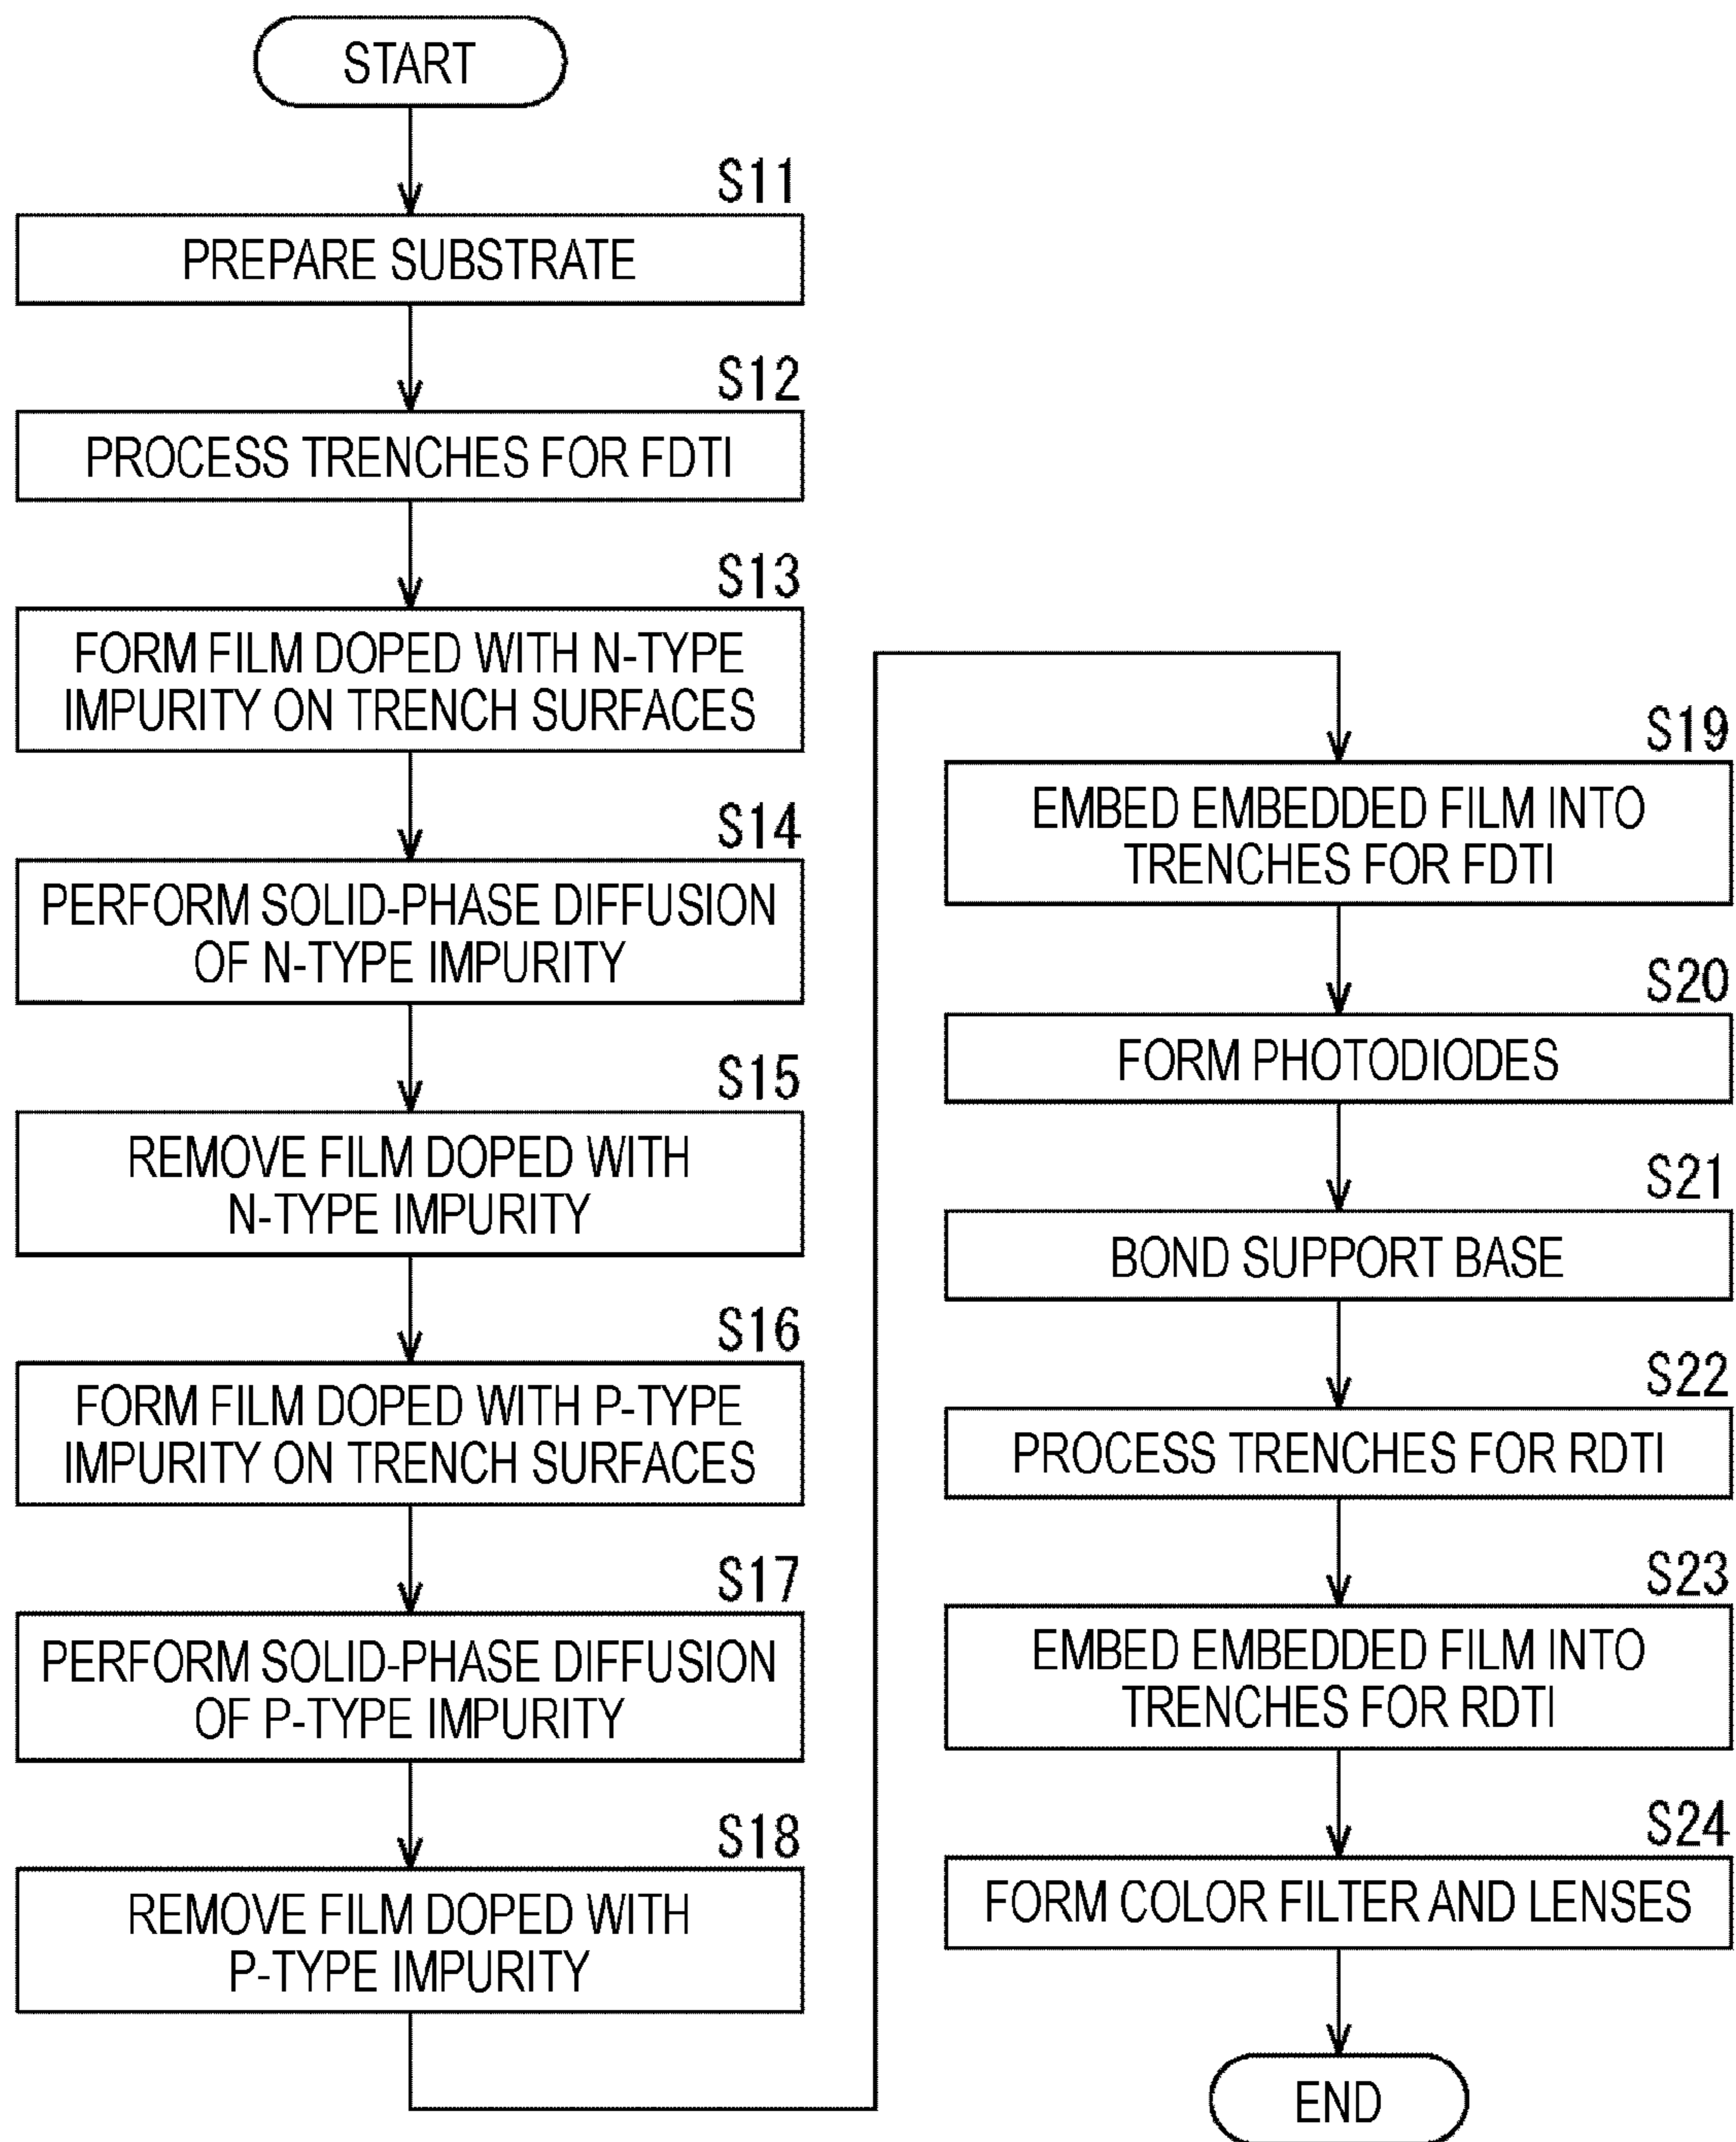 START
S11
PREPARE SUBSTRATE
S12
PROCESS TRENCHES FOR FDTI
S13
FORM FILM DOPED WITH N-TYPE
IMPURITY ON TRENCH SURFACES
S14
PERFORM SOLID-PHASE DIFFUSION
OF N-TYPE IMPURITY
S15
REMOVE FILM DOPED WITH
N-TYPE IMPURITY
S16
FORM FILM DOPED WITH P-TYPE
IMPURITY ON TRENCH SURFACES
S17
PERFORM SOLID-PHASE DIFFUSION
OF P-TYPE IMPURITY
S18
REMOVE FILM DOPED WITH
P-TYPE IMPURITY
S19
EMBED EMBEDDED FILM INTO
TRENCHES FOR FDTI
S20
FORM PHOTODIODES
S21
BOND SUPPORT BASE
S22
PROCESS TRENCHES FOR RDTI
S23
EMBED EMBEDDED FILM INTO
TRENCHES FOR RDTI
S24
FORM COLOR FILTER AND LENSES
END